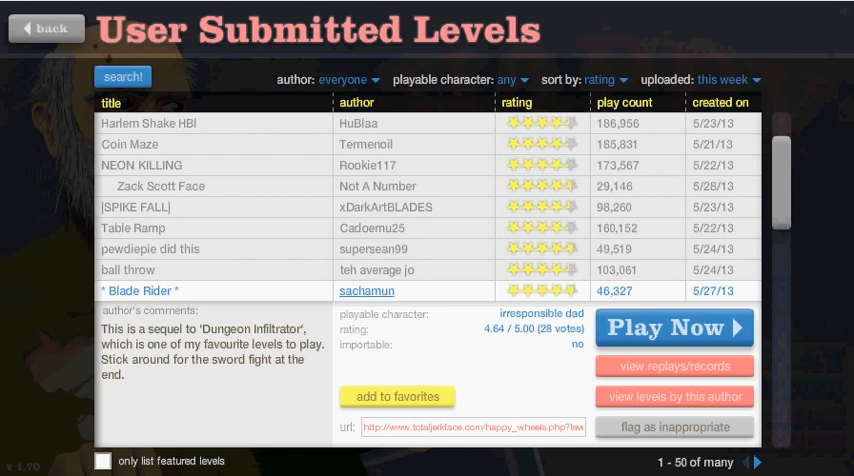 back
User Submitted Levels
search!
author: everyone playable character: any sort by: rating uploaded: this week
title author rating play count created on
Harlem Shake HB! HuBlaa 186,956 5/23/13
Coin Maze Termenoil 185,831 5/21/13
NEON KILLING Rookie117 173,567 5/22/13
Zack Scott Face Not A Number 29,146 5/28/13
|SPIKE FALL| xDarkArtBLADES 98,260 5/23/13
Table Ramp Cadoemu25 160,152 5/22/13
pewdiepie did this supersean99 49,519 5/24/13
ball throw teh average jo 103,061 5/24/13
* Blade Rider * sachamun 46,327 5/27/13
author's comments:
This is a sequel to 'Dungeon Infiltrator',
which is one of my favourite levels to play.
Stick around for the sword fight at the
end.
playable character: irresponsible dad
rating: 4.64 / 5.00 (28 votes)
importable: no
add to favorites
url: http://www.totaljerkface.com/happy_wheels.php?lev
Play Now
view replays/records
view levels by this author
flag as inappropriate
only list featured levels
1 - 50 of many
v 1.70